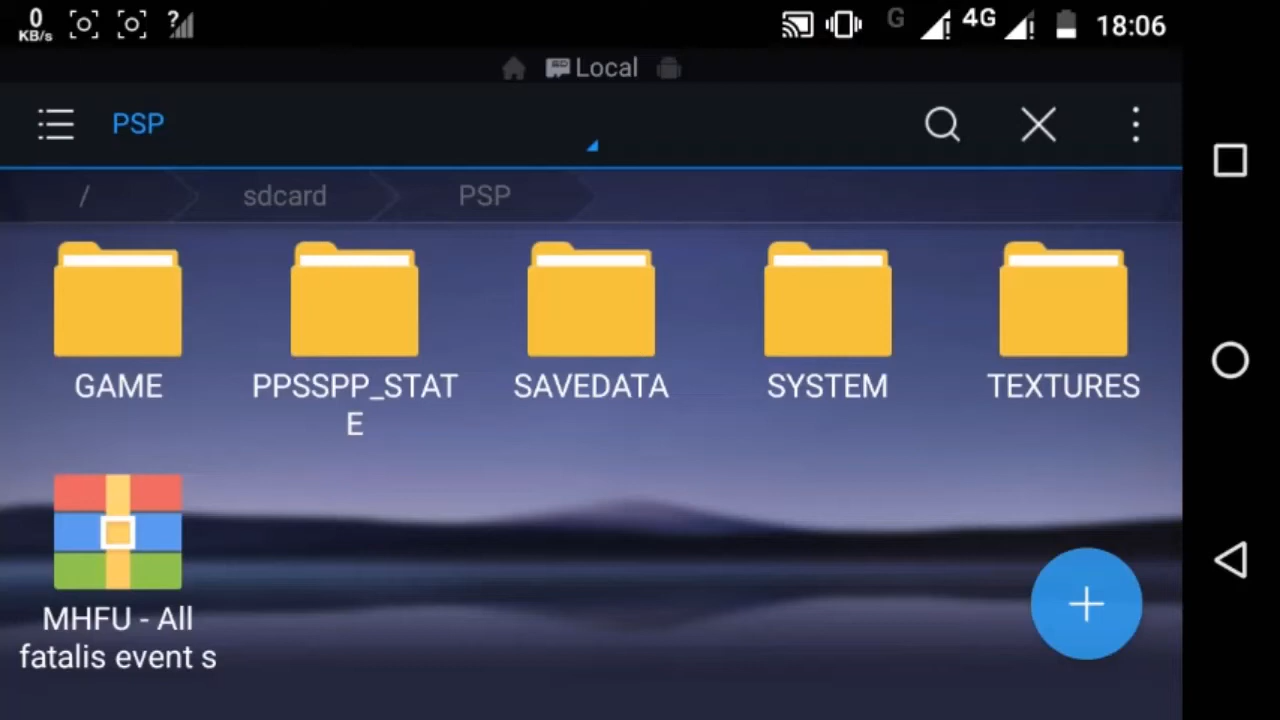 0
KB/s
?
G
4G
18:06
Local
PSP
/
sdcard
PSP
GAME
PPSSPP_STAT
E
SAVEDATA
SYSTEM
TEXTURES
MHFU - All
fatalis event s